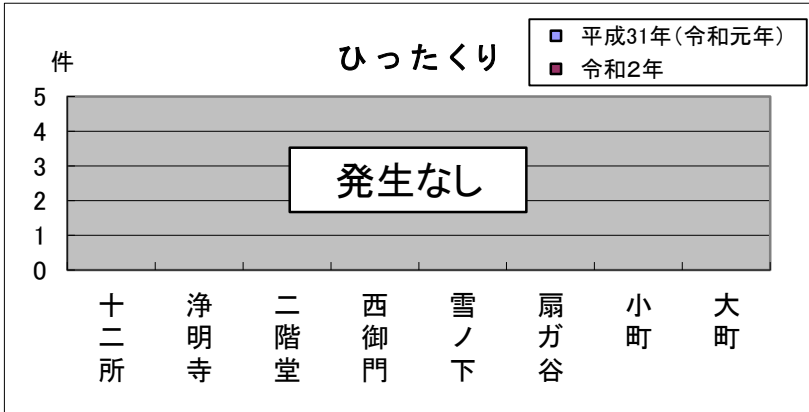 ひったくり
平成31年(令和元年)
令和2年
件
5
4
3
2
1
0
発生なし
十二所
浄明寺
二階堂
西御門
雪ノ下
扇ガ谷
小町
大町